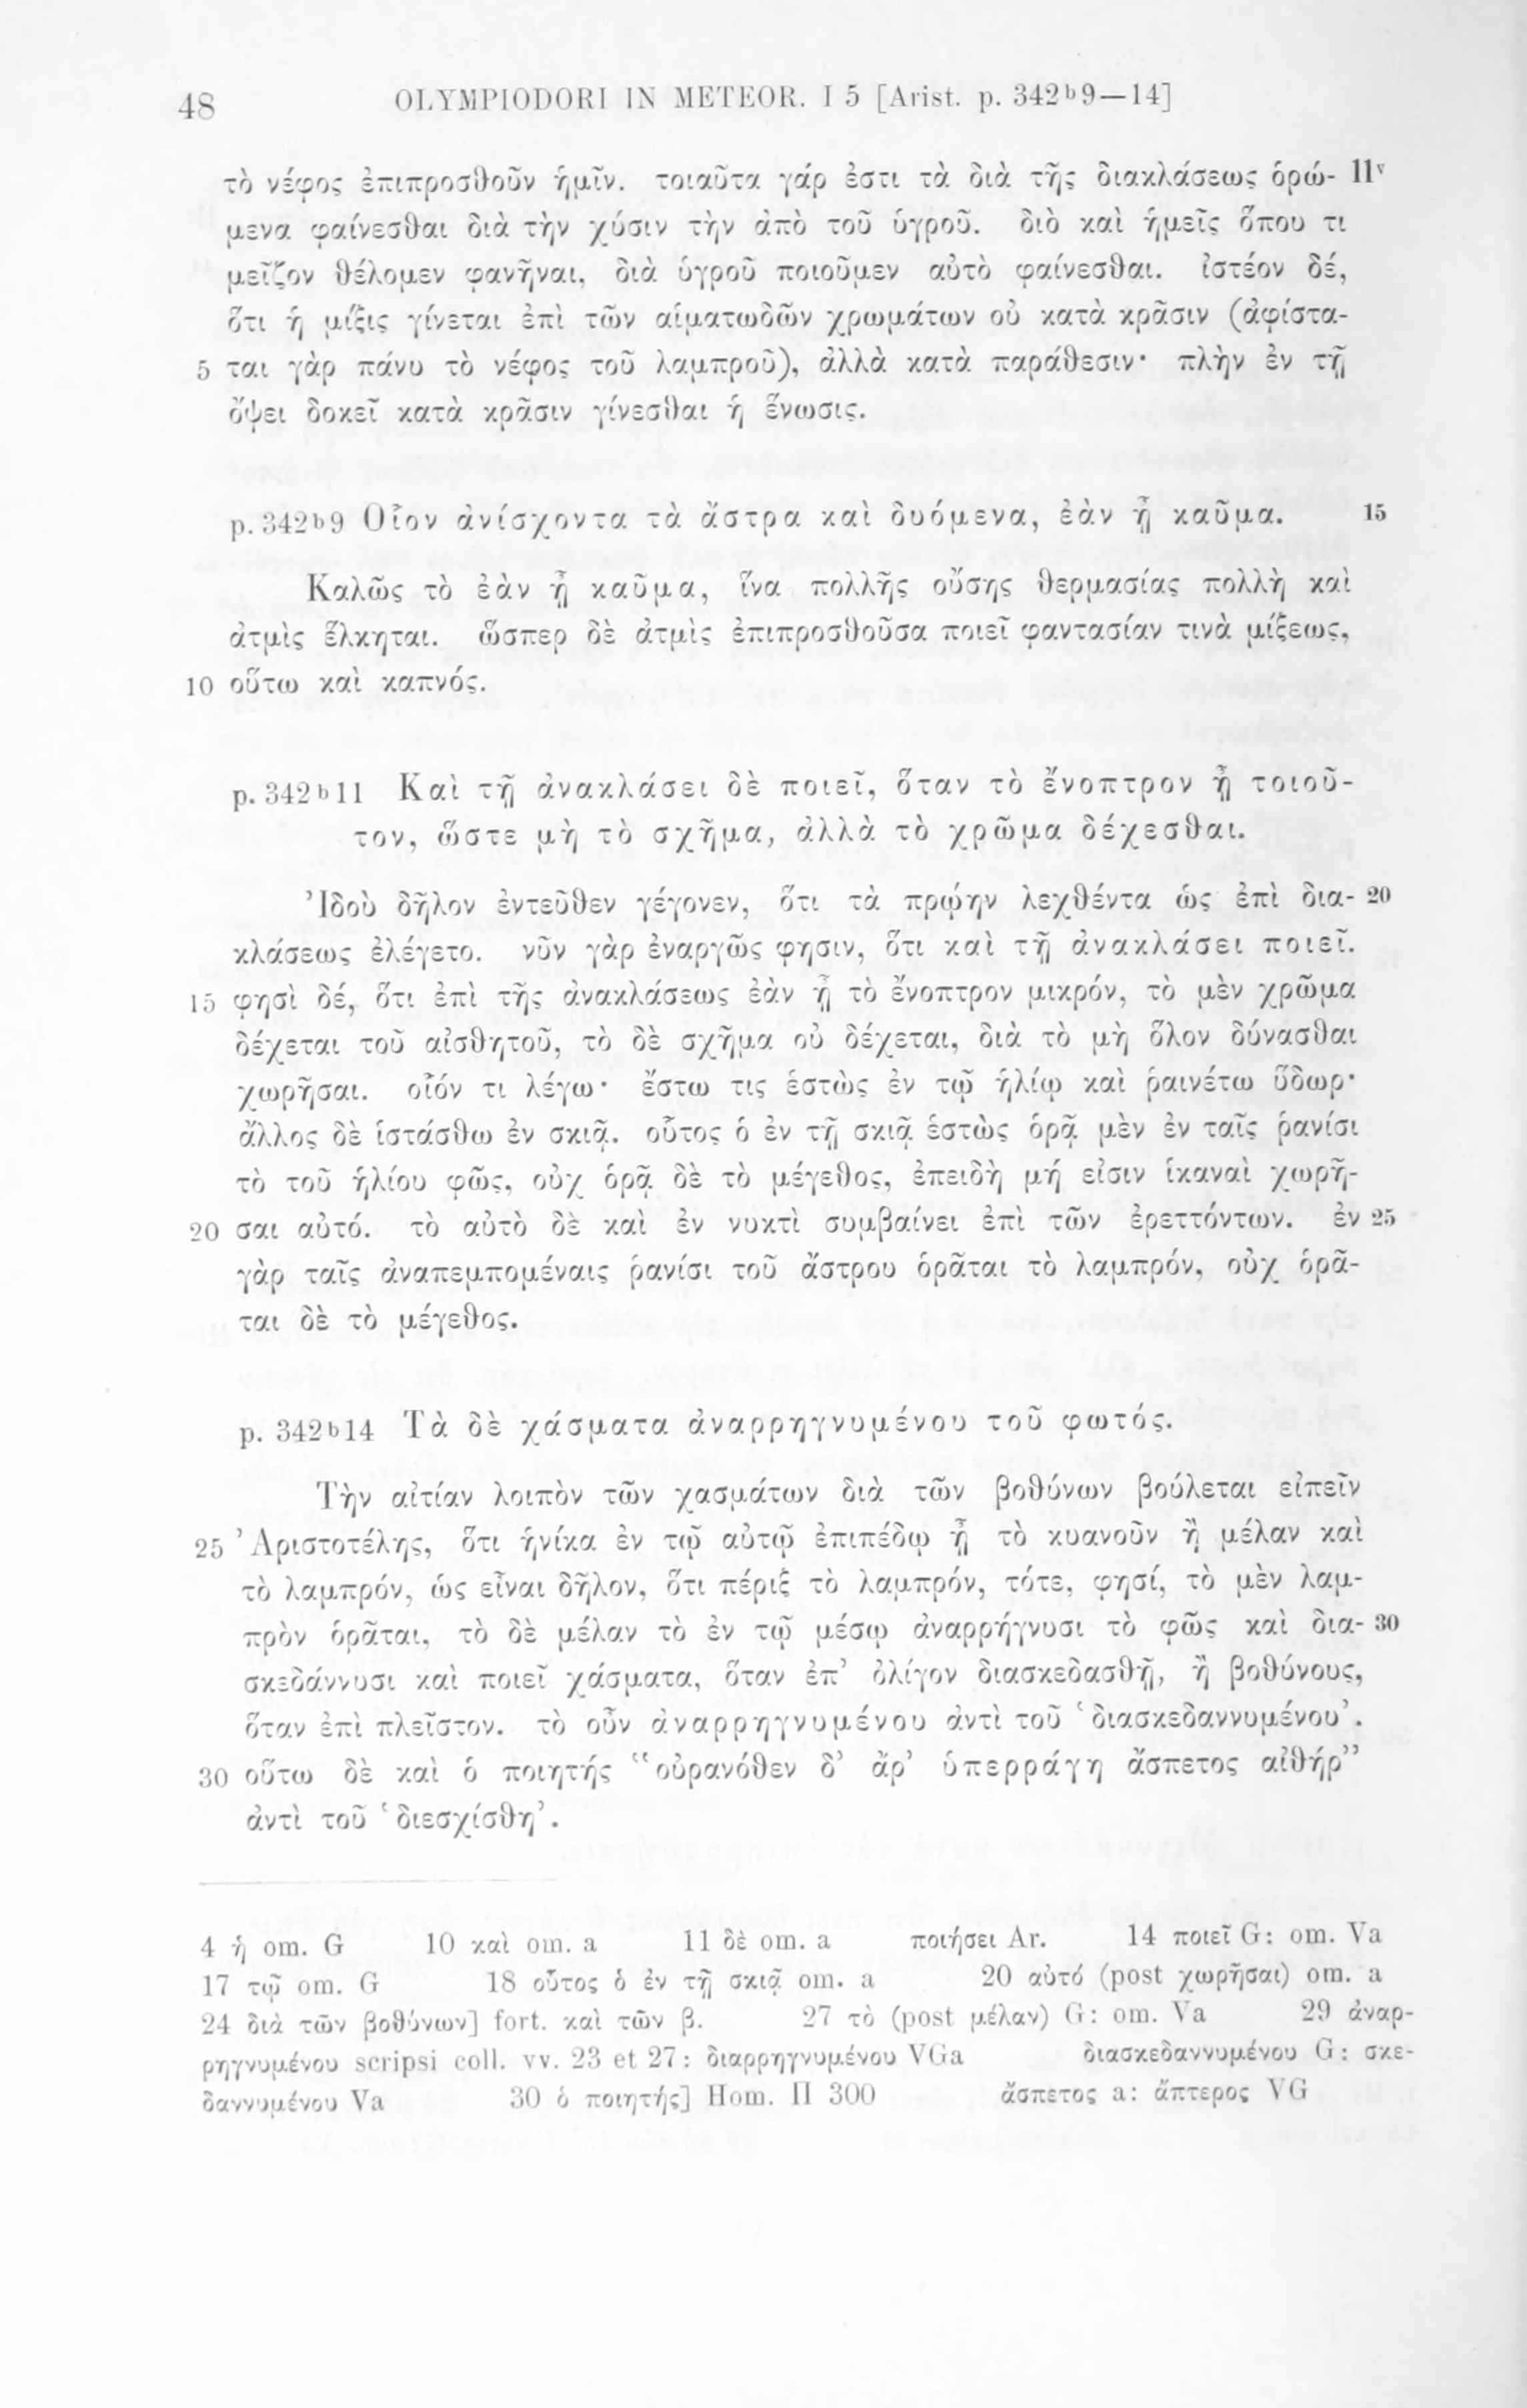 48 OLYMPIODORI IN METEOR. I 5 [Arist. p. 342b9—14]
τὸ νέφος ἐπιπροσθοῦν ἡμῖν. τοιαῦτα γάρ ἐστι τὰ διὰ τῆς διακλάσεως ὁρώ- 11v
μενα φαίνεσθαι διὰ τὴν χύσιν τὴν ἀπὸ τοῦ ὑγροῦ. διὸ καὶ ἡμεῖς ὅπου τι
μεῖζον θέλομεν φανῆναι, διὰ ὑγροῦ ποιοῦμεν αὐτὸ φαίνεσθαι. ἰστέον δέ,
ὅτι ἡ μίξις γίνεται ἐπὶ τῶν αἱματωδῶν χρωμάτων οὐ κατὰ κρᾶσιν (ἀφίστα-
5 ται γὰρ πάνυ τὸ νέφος τοῦ λαμπροῦ), ἀλλὰ κατὰ παράθεσιν· πλὴν ἐν τῇ
ὄψει δοκεῖ κατὰ κρᾶσιν γίνεσθαι ἡ ἕνωσις.
p. 342b9 Οἷον ἀνίσχοντα τὰ ἄστρα καὶ δυόμενα, ἐὰν ᾖ καῦμα. 15
Καλῶς τὸ ἐὰν ᾖ καῦμα, ἵνα πολλῆς οὔσης θερμασίας πολλὴ καὶ
ἀτμὶς ἕλκηται. ὥσπερ δὲ ἀτμὶς ἐπιπροσθοῦσα ποιεῖ φαντασίαν τινὰ μίξεως,
10 οὕτω καὶ καπνός.
p. 342b11 Καὶ τῇ ἀνακλάσει δὲ ποιεῖ, ὅταν τὸ ἔνοπτρον ᾖ τοιοῦ-
τον, ὥστε μὴ τὸ σχῆμα, ἀλλὰ τὸ χρῶμα δέχεσθαι.
Ἰδοὺ δῆλον ἐντεῦθεν γέγονεν, ὅτι τὰ πρῴην λεχθέντα ὡς ἐπὶ δια- 20
κλάσεως ἐλέγετο. νῦν γὰρ ἐναργῶς φησιν, ὅτι καὶ τῇ ἀνακλάσει ποιεῖ.
15 φησὶ δέ, ὅτι ἐπὶ τῆς ἀνακλάσεως ἐὰν ᾖ τὸ ἔνοπτρον μικρόν, τὸ μὲν χρῶμα
δέχεται τοῦ αἰσθητοῦ, τὸ δὲ σχῆμα οὐ δέχεται, διὰ τὸ μὴ ὅλον δύνασθαι
χωρῆσαι. οἷόν τι λέγω· ἔστω τις ἑστὼς ἐν τῷ ἡλίῳ καὶ ῥαινέτω ὕδωρ·
ἄλλος δὲ ἱστάσθω ἐν σκιᾷ. οὗτος ὁ ἐν τῇ σκιᾷ ἑστὼς ὁρᾷ μὲν ἐν ταῖς ῥανίσι
τὸ τοῦ ἡλίου φῶς, οὐχ ὁρᾷ δὲ τὸ μέγεθος, ἐπειδὴ μή εἰσιν ἱκαναὶ χωρῆ-
20 σαι αὐτό. τὸ αὐτὸ δὲ καὶ ἐν νυκτὶ συμβαίνει ἐπὶ τῶν ἐρεττόντων. ἐν 25
γὰρ ταῖς ἀναπεμπομέναις ῥανίσι τοῦ ἄστρου ὁρᾶται τὸ λαμπρόν, οὐχ ὁρᾶ-
ται δὲ τὸ μέγεθος.
p. 342b14 Τὰ δὲ χάσματα ἀναρρηγνυμένου τοῦ φωτός.
Τὴν αἰτίαν λοιπὸν τῶν χασμάτων διὰ τῶν βοθύνων βούλεται εἰπεῖν
25 Ἀριστοτέλης, ὅτι ἡνίκα ἐν τῷ αὐτῷ ἐπιπέδῳ ᾖ τὸ κυανοῦν ἢ μέλαν καὶ
τὸ λαμπρόν, ὡς εἶναι δῆλον, ὅτι πέριξ τὸ λαμπρόν, τότε, φησί, τὸ μὲν λαμ-
πρὸν ὁρᾶται, τὸ δὲ μέλαν τὸ ἐν τῷ μέσῳ ἀναρρήγνυσι τὸ φῶς καὶ δια- 30
σκεδάννυσι καὶ ποιεῖ χάσματα, ὅταν ἐπ’ ὀλίγον διασκεδασθῇ, ἢ βοθύνους,
ὅταν ἐπὶ πλεῖστον. τὸ οὖν ἀναρρηγνυμένου ἀντὶ τοῦ ‘διασκεδαννυμένου’.
30 οὕτω δὲ καὶ ὁ ποιητής “οὐρανόθεν δ’ ἄρ’ ὑπερράγη ἄσπετος αἰθήρ”
ἀντὶ τοῦ ‘διεσχίσθη’.
4 ἡ om. G 10 καὶ om. a 11 δὲ om. a ποιήσει Ar. 14 ποιεῖ G: om. Va
17 τῷ om. G 18 οὗτος ὁ ἐν τῇ σκιᾷ om. a 20 αὐτό (post χωρῆσαι) om. a
24 διὰ τῶν βοθύνων] fort. καὶ τῶν β. 27 τὸ (post μέλαν) G: om. Va 29 ἀναρ-
ρηγνυμένου scripsi coll. vv. 23 et 27: διαρρηγνυμένου VGa διασκεδαννυμένου G: σκε-
δαννυμένου Va 30 ὁ ποιητής] Hom. Π 300 ἄσπετος a: ἄπτερος VG